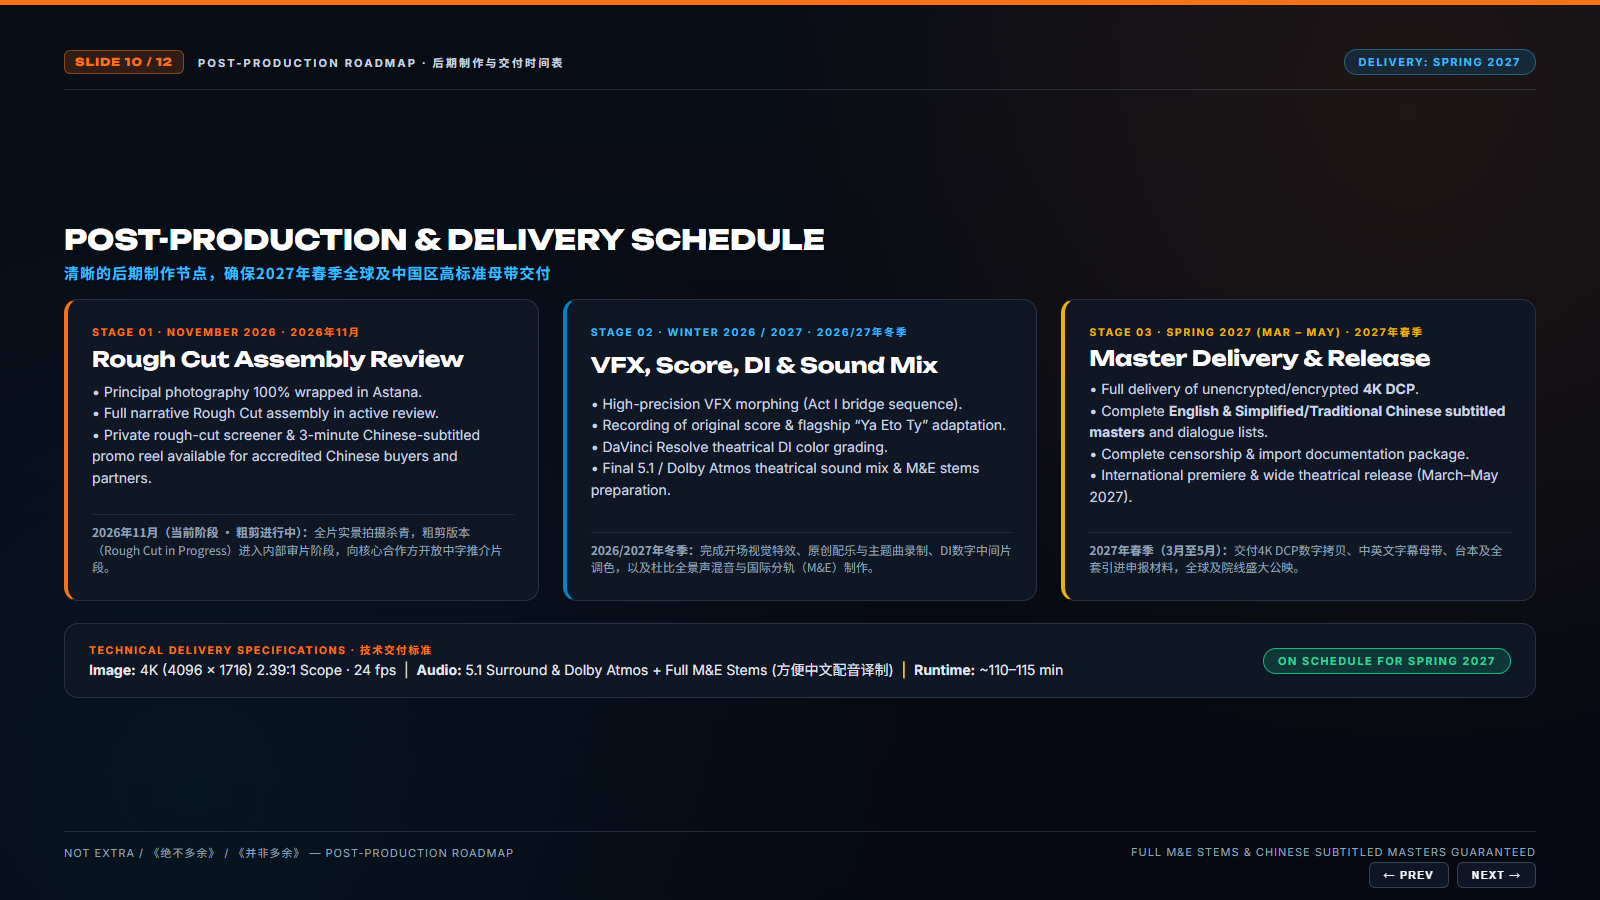 SLIDE 10 / 12
POST-PRODUCTION ROADMAP · 后期制作与交付时间表
DELIVERY: SPRING 2027
POST-PRODUCTION & DELIVERY SCHEDULE
清晰的后期制作节点，确保2027年春季全球及中国区高标准母带交付
STAGE 01 · NOVEMBER 2026 · 2026年11月
Rough Cut Assembly Review
• Principal photography 100% wrapped in Astana.
• Full narrative Rough Cut assembly in active review.
• Private rough-cut screener & 3-minute Chinese-subtitled
promo reel available for accredited Chinese buyers and
partners.
2026年11月（当前阶段 · 粗剪进行中）：全片实景拍摄杀青，粗剪版本
（Rough Cut in Progress）进入内部审片阶段，向核心合作方开放中字推介片
段。
STAGE 02 · WINTER 2026 / 2027 · 2026/27年冬季
VFX, Score, DI & Sound Mix
• High-precision VFX morphing (Act I bridge sequence).
• Recording of original score & flagship “Ya Eto Ty” adaptation.
• DaVinci Resolve theatrical DI color grading.
• Final 5.1 / Dolby Atmos theatrical sound mix & M&E stems
preparation.
2026/2027年冬季：完成开场视觉特效、原创配乐与主题曲录制、DI数字中间片
调色，以及杜比全景声混音与国际分轨（M&E）制作。
STAGE 03 · SPRING 2027 (MAR – MAY) · 2027年春季
Master Delivery & Release
• Full delivery of unencrypted/encrypted 4K DCP.
• Complete English & Simplified/Traditional Chinese subtitled
masters and dialogue lists.
• Complete censorship & import documentation package.
• International premiere & wide theatrical release (March–May
2027).
2027年春季（3月至5月）：交付4K DCP数字拷贝、中英文字幕母带、台本及全
套引进申报材料，全球及院线盛大公映。
TECHNICAL DELIVERY SPECIFICATIONS · 技术交付标准
Image: 4K (4096 × 1716) 2.39:1 Scope · 24 fps | Audio: 5.1 Surround & Dolby Atmos + Full M&E Stems (方便中文配音译制) | Runtime: ~110–115 min
ON SCHEDULE FOR SPRING 2027
NOT EXTRA / 《绝不多余》 / 《并非多余》 — POST-PRODUCTION ROADMAP
FULL M&E STEMS & CHINESE SUBTITLED MASTERS GUARANTEED
← PREV
NEXT →